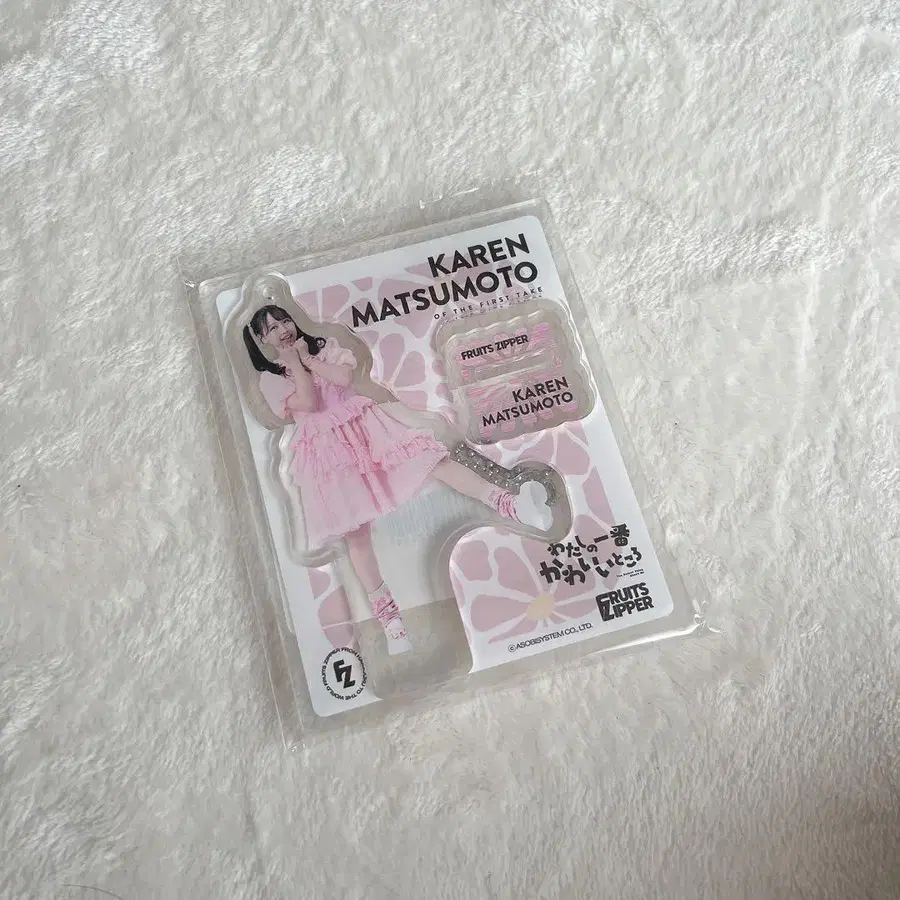 KAREN
MATSUMOTO
OF THE FIRST TAKE
FRUITS ZIPPER
KAREN
MATSUMOTO
わたしの一番
かわいいところ
FRUITS
ZIPPER
© ASOBISYSTEM CO., LTD.
FZ